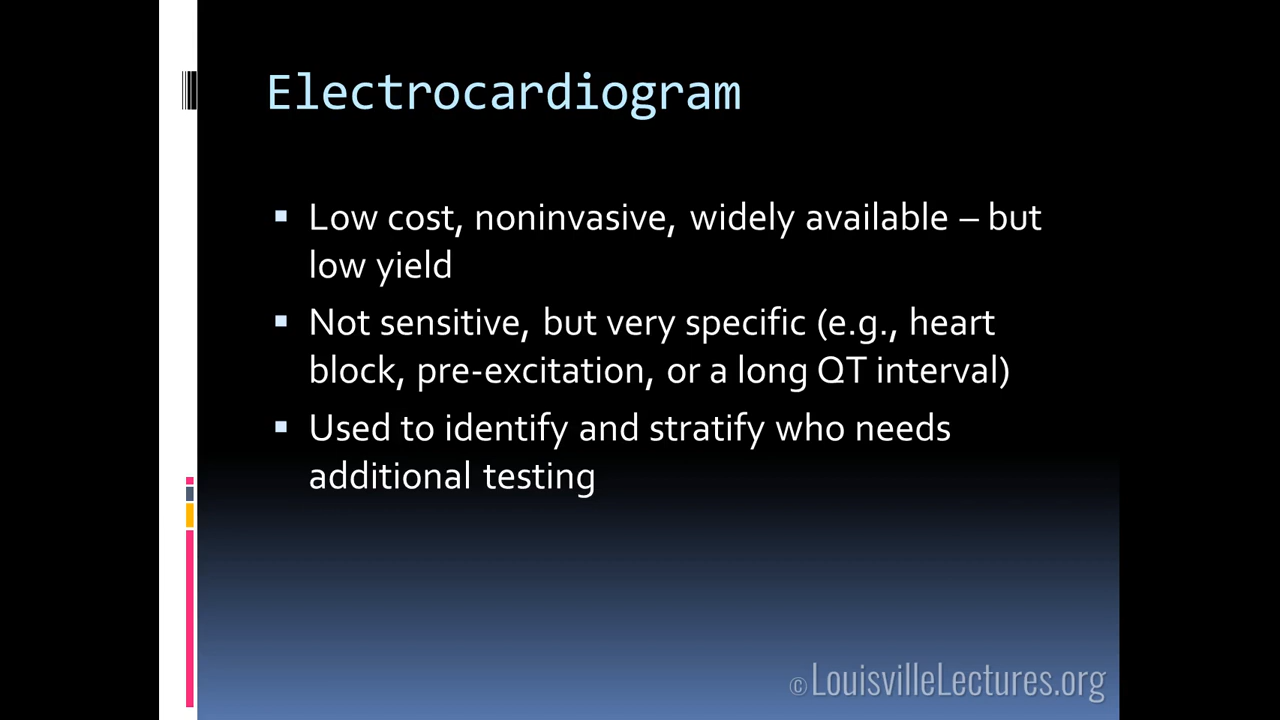 Electrocardiogram
▪ Low cost, noninvasive, widely available – but
low yield
▪ Not sensitive, but very specific (e.g., heart
block, pre-excitation, or a long QT interval)
▪ Used to identify and stratify who needs
additional testing
© LouisvilleLectures.org